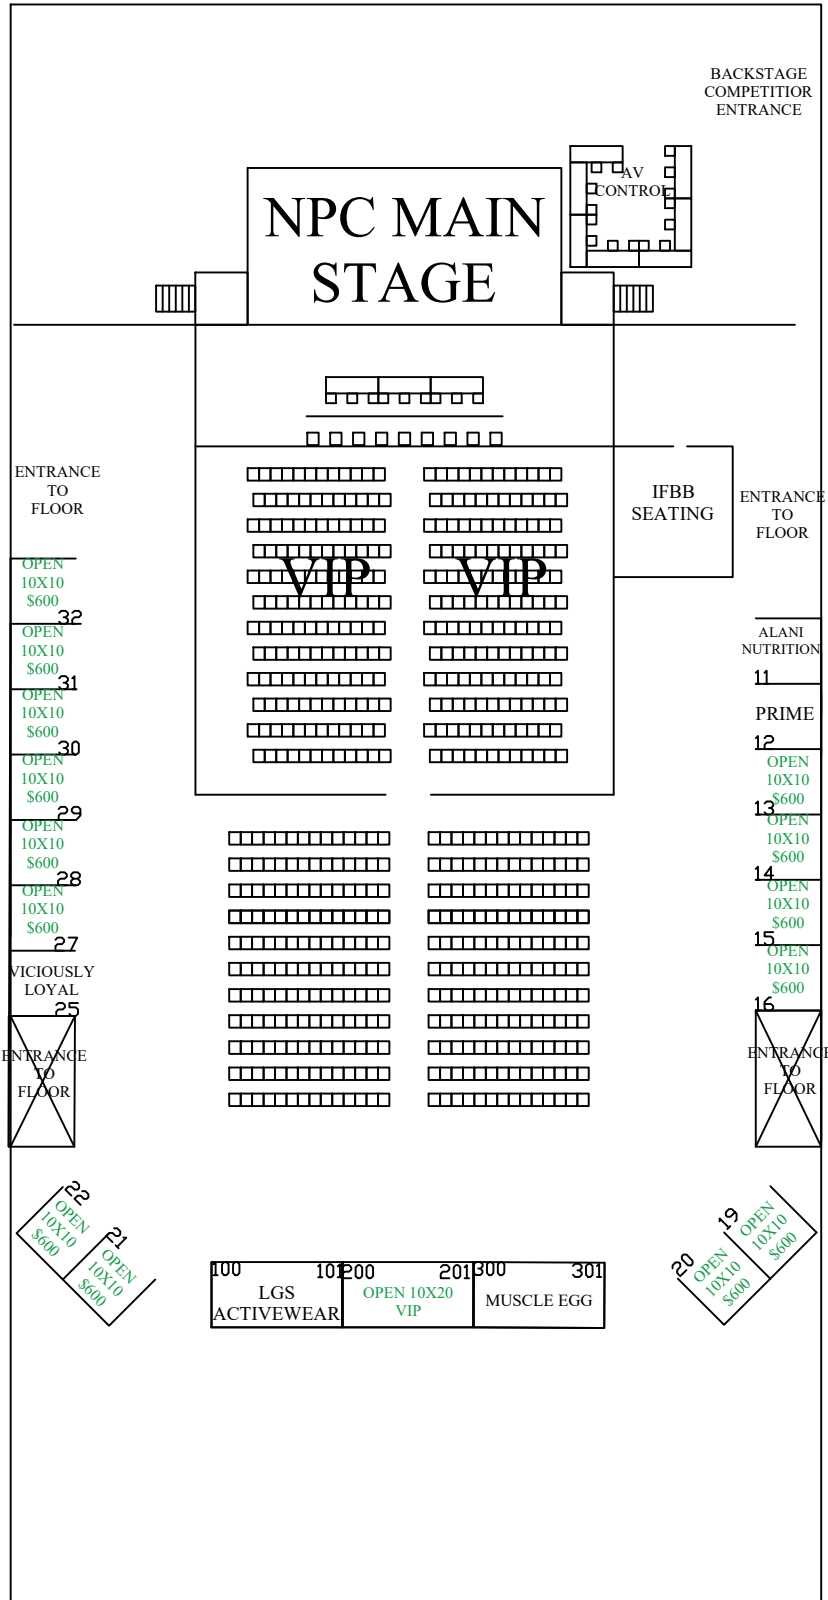 BACKSTAGE
COMPETITIOR
ENTRANCE
AV
CONTROL
NPC MAIN
STAGE
ENTRANCE
TO
FLOOR
IFBB
SEATING
ENTRANCE
TO
FLOOR
VIP
VIP
OPEN
10X10
$600
32
OPEN
10X10
$600
31
OPEN
10X10
$600
30
OPEN
10X10
$600
29
OPEN
10X10
$600
28
OPEN
10X10
$600
27
VICIOUSLY
LOYAL
25
ENTRANCE
TO
FLOOR
ALANI
NUTRITION
11
PRIME
12
OPEN
10X10
$600
13
OPEN
10X10
$600
14
OPEN
10X10
$600
15
OPEN
10X10
$600
16
ENTRANCE
TO
FLOOR
22
OPEN
10X10
$600
21
OPEN
10X10
$600
100
101
LGS
ACTIVEWEAR
200
201
OPEN 10X20
VIP
300
301
MUSCLE EGG
20
OPEN
10X10
$600
19
OPEN
10X10
$600